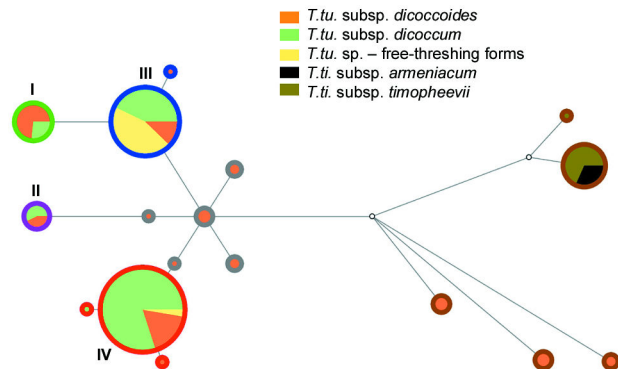 T.tu. subsp. dicoccoides
T.tu. subsp. dicoccum
T.tu. sp. – free-threshing forms
T.ti. subsp. armeniacum
T.ti. subsp. timopheevii
I
III
II
IV